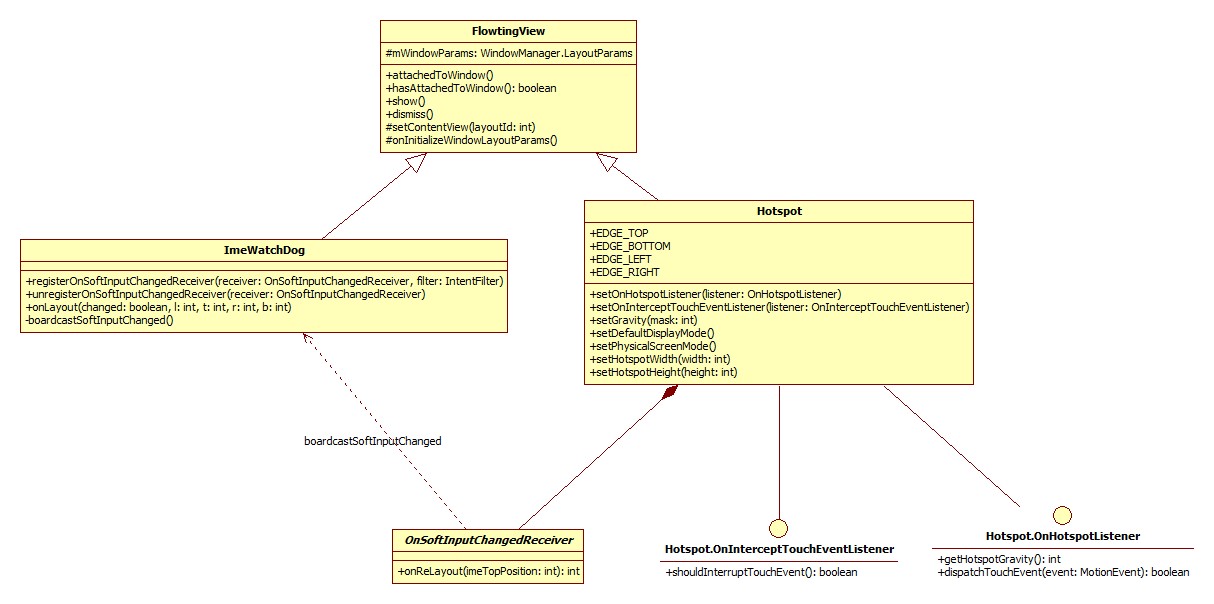 FlowtingView
#mWindowParams: WindowManager.LayoutParams
+attachedToWindow()
+hasAttachedToWindow(): boolean
+show()
+dismiss()
#setContentView(layoutId: int)
#onInitializeWindowLayoutParams()
ImeWatchDog
+registerOnSoftInputChangedReceiver(receiver: OnSoftInputChangedReceiver, filter: IntentFilter)
+unregisterOnSoftInputChangedReceiver(receiver: OnSoftInputChangedReceiver)
+onLayout(changed: boolean, l: int, t: int, r: int, b: int)
-boardcastSoftInputChanged()
Hotspot
+EDGE_TOP
+EDGE_BOTTOM
+EDGE_LEFT
+EDGE_RIGHT
+setOnHotspotListener(listener: OnHotspotListener)
+setOnInterceptTouchEventListener(listener: OnInterceptTouchEventListener)
+setGravity(mask: int)
+setDefaultDisplayMode()
+setPhysicalScreenMode()
+setHotspotWidth(width: int)
+setHotspotHeight(height: int)
boardcastSoftInputChanged
OnSoftInputChangedReceiver
+onReLayout(imeTopPosition: int): int
Hotspot.OnInterceptTouchEventListener
+shouldInterruptTouchEvent(): boolean
Hotspot.OnHotspotListener
+getHotspotGravity(): int
+dispatchTouchEvent(event: MotionEvent): boolean